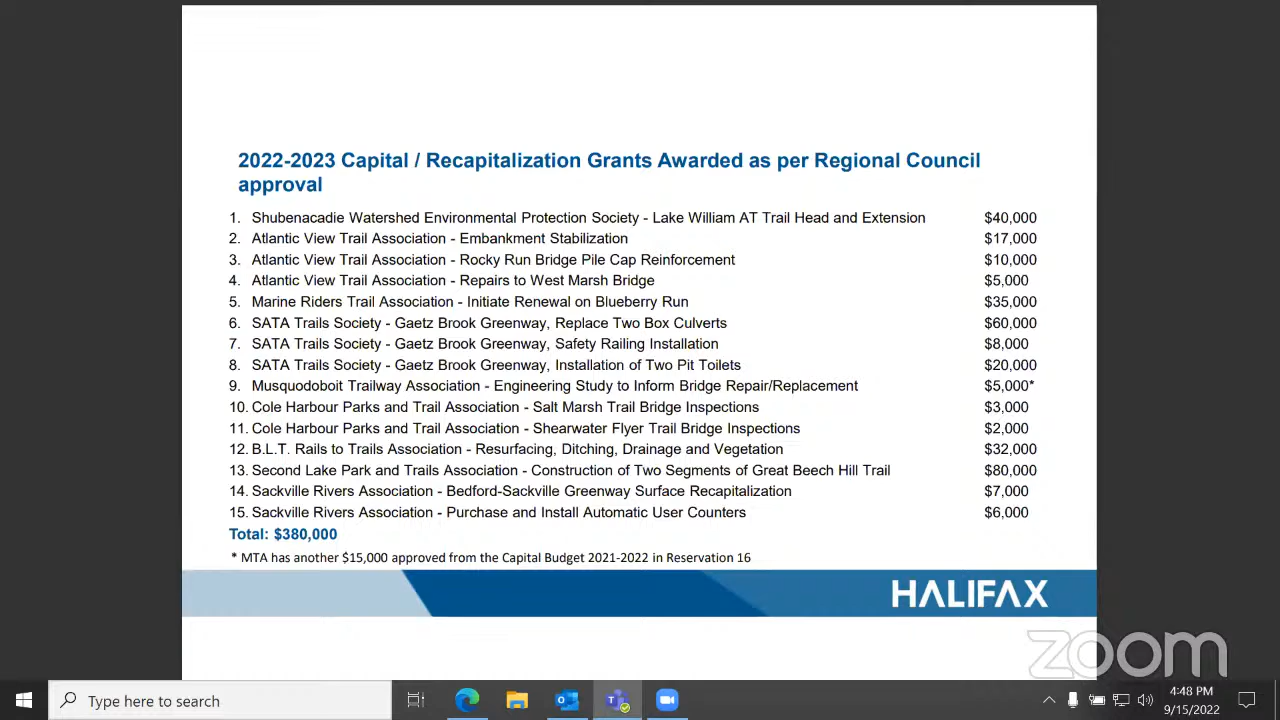 2022-2023 Capital / Recapitalization Grants Awarded as per Regional Council
approval
1. Shubenacadie Watershed Environmental Protection Society - Lake William AT Trail Head and Extension $40,000
2. Atlantic View Trail Association - Embankment Stabilization $17,000
3. Atlantic View Trail Association - Rocky Run Bridge Pile Cap Reinforcement $10,000
4. Atlantic View Trail Association - Repairs to West Marsh Bridge $5,000
5. Marine Riders Trail Association - Initiate Renewal on Blueberry Run $35,000
6. SATA Trails Society - Gaetz Brook Greenway, Replace Two Box Culverts $60,000
7. SATA Trails Society - Gaetz Brook Greenway, Safety Railing Installation $8,000
8. SATA Trails Society - Gaetz Brook Greenway, Installation of Two Pit Toilets $20,000
9. Musquodoboit Trailway Association - Engineering Study to Inform Bridge Repair/Replacement $5,000*
10. Cole Harbour Parks and Trail Association - Salt Marsh Trail Bridge Inspections $3,000
11. Cole Harbour Parks and Trail Association - Shearwater Flyer Trail Bridge Inspections $2,000
12. B.L.T. Rails to Trails Association - Resurfacing, Ditching, Drainage and Vegetation $32,000
13. Second Lake Park and Trails Association - Construction of Two Segments of Great Beech Hill Trail $80,000
14. Sackville Rivers Association - Bedford-Sackville Greenway Surface Recapitalization $7,000
15. Sackville Rivers Association - Purchase and Install Automatic User Counters $6,000
Total: $380,000
* MTA has another $15,000 approved from the Capital Budget 2021-2022 in Reservation 16
HALIFAX
zoom
Type here to search
4:48 PM
9/15/2022